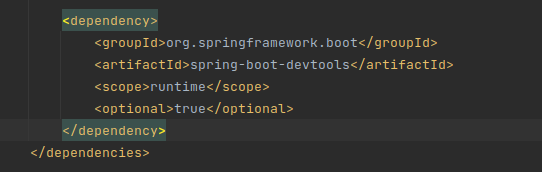 <dependency>
<groupId>org.springframework.boot</groupId>
<artifactId>spring-boot-devtools</artifactId>
<scope>runtime</scope>
<optional>true</optional>
</dependency>
</dependencies>